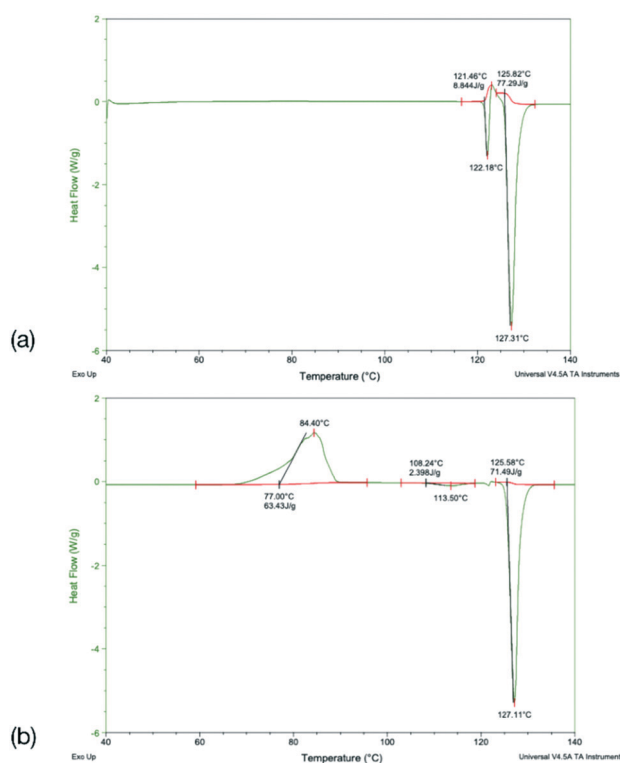 2
121.46°C
8.844J/g
125.82°C
77.29J/g
0
122.18°C
-2
Heat Flow (W/g)
-4
127.31°C
-6
40 60 80 100 120 140
Exo Up
Temperature (°C)
Universal V4.5A TA Instruments
(a)
2
84.40°C
108.24°C
2.398J/g
125.58°C
71.49J/g
0
77.00°C
63.43J/g
113.50°C
-2
Heat Flow (W/g)
-4
127.11°C
-6
40 60 80 100 120 140
Exo Up
Temperature (°C)
Universal V4.5A TA Instruments
(b)